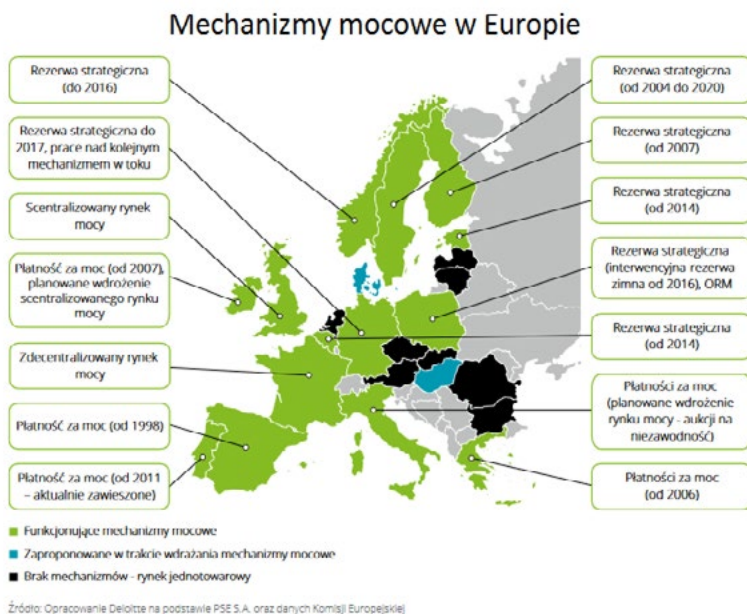 Mechanizmy mocowe w Europie
Rezerwa strategiczna
(do 2016)
Rezerwa strategiczna do
2017, prace nad kolejnym
mechanizmem w toku
Scentralizowany rynek
mocy
Płatność za moc (od 2007),
planowane wdrożenie
scentralizowanego rynku
mocy
Zdecentralizowany rynek
mocy
Płatność za moc (od 1998)
Płatność za moc (od 2011
– aktualnie zawieszone)
Rezerwa strategiczna
(od 2004 do 2020)
Rezerwa strategiczna
(od 2007)
Rezerwa strategiczna
(od 2014)
Rezerwa strategiczna
(interwencyjna rezerwa
zimna od 2016), ORM
Rezerwa strategiczna
(od 2014)
Płatności za moc
(planowane wdrożenie
rynku mocy - aukcji na
niezawodność)
Płatności za moc
(od 2006)
Funkcjonujące mechanizmy mocowe
Zaproponowane w trakcie wdrażania mechanizmy mocowe
Brak mechanizmów - rynek jednotowarowy
Źródło: Opracowanie Deloitte na podstawie PSE S.A. oraz danych Komisji Europejskiej